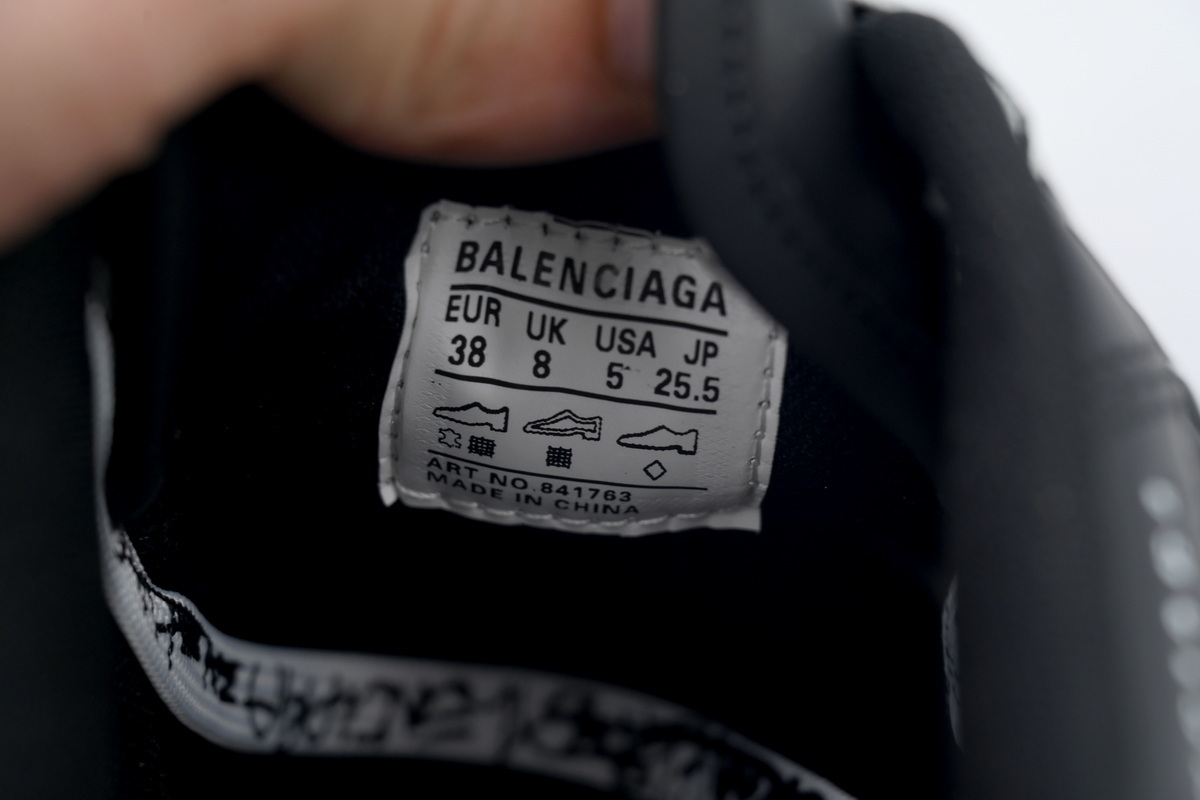 BALENCIAGA
EUR UK USA JP
38 8 5 25.5
ART NO.841763
MADE IN CHINA